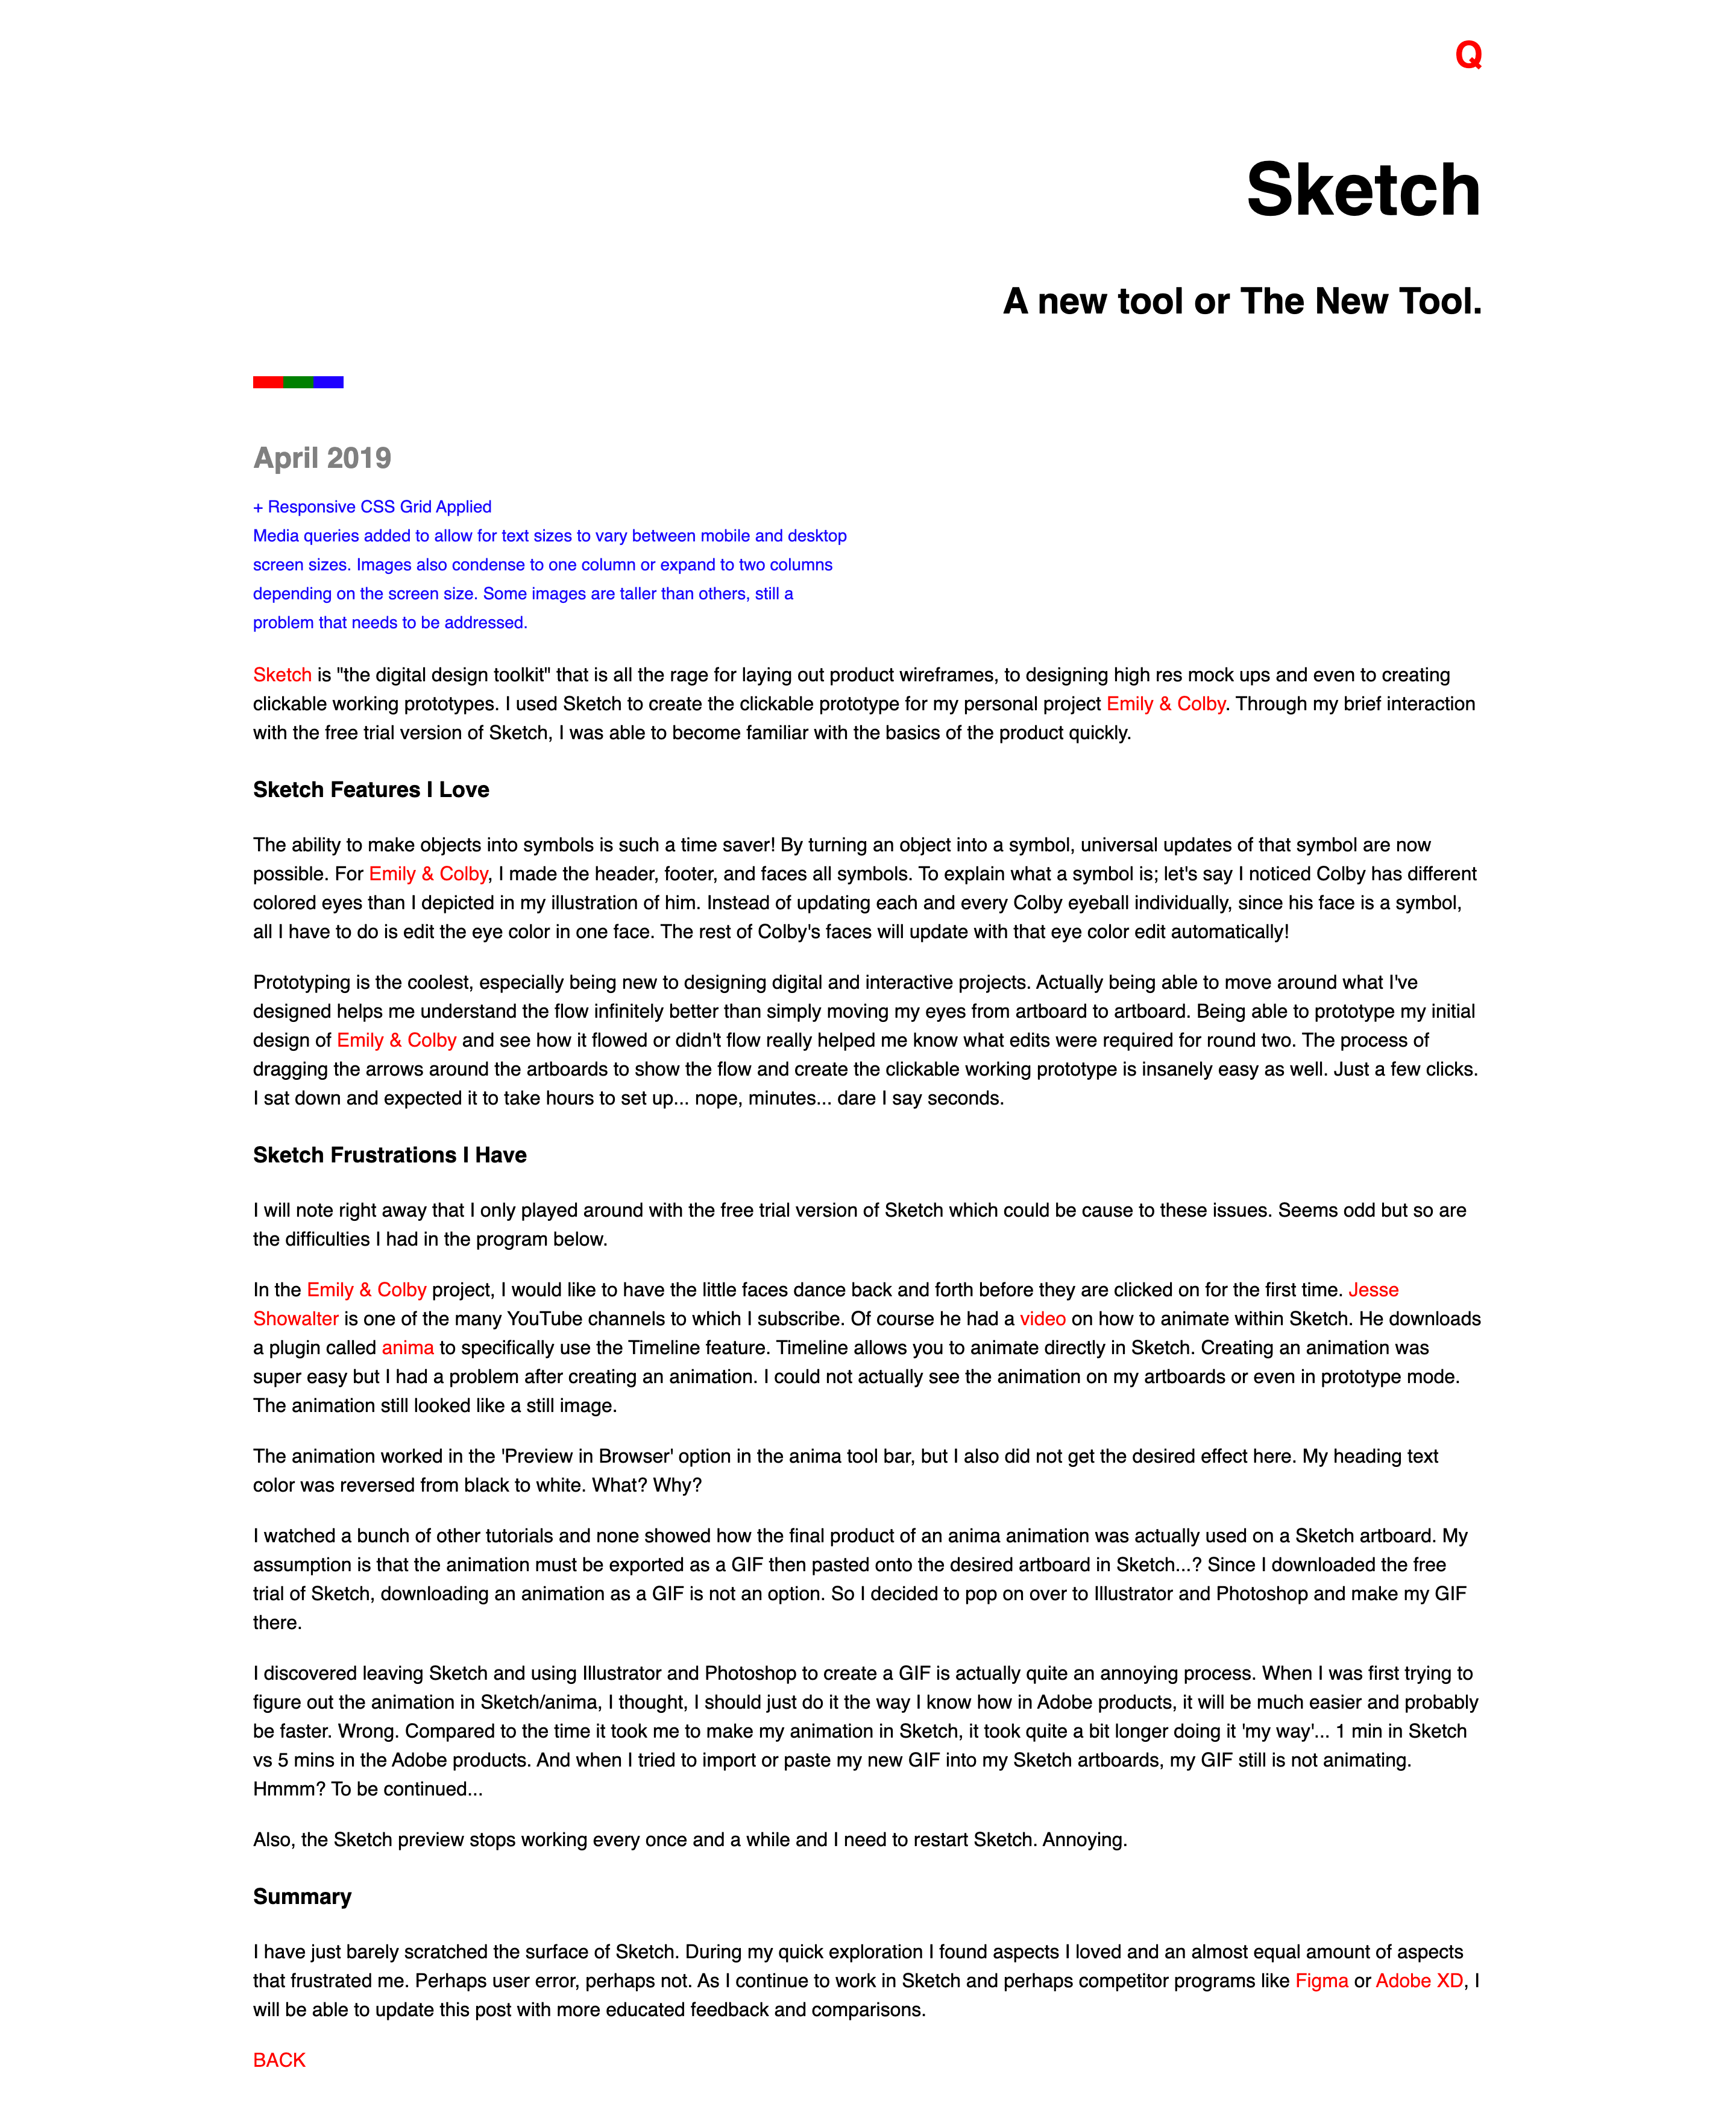 Q
Sketch
A new tool or The New Tool.
April 2019
+ Responsive CSS Grid Applied
Media queries added to allow for text sizes to vary between mobile and desktop
screen sizes. Images also condense to one column or expand to two columns
depending on the screen size. Some images are taller than others, still a
problem that needs to be addressed.
Sketch is "the digital design toolkit" that is all the rage for laying out product wireframes, to designing high res mock ups and even to creating
clickable working prototypes. I used Sketch to create the clickable prototype for my personal project Emily & Colby. Through my brief interaction
with the free trial version of Sketch, I was able to become familiar with the basics of the product quickly.
Sketch Features I Love
The ability to make objects into symbols is such a time saver! By turning an object into a symbol, universal updates of that symbol are now
possible. For Emily & Colby, I made the header, footer, and faces all symbols. To explain what a symbol is; let's say I noticed Colby has different
colored eyes than I depicted in my illustration of him. Instead of updating each and every Colby eyeball individually, since his face is a symbol,
all I have to do is edit the eye color in one face. The rest of Colby's faces will update with that eye color edit automatically!
Prototyping is the coolest, especially being new to designing digital and interactive projects. Actually being able to move around what I've
designed helps me understand the flow infinitely better than simply moving my eyes from artboard to artboard. Being able to prototype my initial
design of Emily & Colby and see how it flowed or didn't flow really helped me know what edits were required for round two. The process of
dragging the arrows around the artboards to show the flow and create the clickable working prototype is insanely easy as well. Just a few clicks.
I sat down and expected it to take hours to set up... nope, minutes... dare I say seconds.
Sketch Frustrations I Have
I will note right away that I only played around with the free trial version of Sketch which could be cause to these issues. Seems odd but so are
the difficulties I had in the program below.
In the Emily & Colby project, I would like to have the little faces dance back and forth before they are clicked on for the first time. Jesse
Showalter is one of the many YouTube channels to which I subscribe. Of course he had a video on how to animate within Sketch. He downloads
a plugin called anima to specifically use the Timeline feature. Timeline allows you to animate directly in Sketch. Creating an animation was
super easy but I had a problem after creating an animation. I could not actually see the animation on my artboards or even in prototype mode.
The animation still looked like a still image.
The animation worked in the 'Preview in Browser' option in the anima tool bar, but I also did not get the desired effect here. My heading text
color was reversed from black to white. What? Why?
I watched a bunch of other tutorials and none showed how the final product of an anima animation was actually used on a Sketch artboard. My
assumption is that the animation must be exported as a GIF then pasted onto the desired artboard in Sketch...? Since I downloaded the free
trial of Sketch, downloading an animation as a GIF is not an option. So I decided to pop on over to Illustrator and Photoshop and make my GIF
there.
I discovered leaving Sketch and using Illustrator and Photoshop to create a GIF is actually quite an annoying process. When I was first trying to
figure out the animation in Sketch/anima, I thought, I should just do it the way I know how in Adobe products, it will be much easier and probably
be faster. Wrong. Compared to the time it took me to make my animation in Sketch, it took quite a bit longer doing it 'my way'... 1 min in Sketch
vs 5 mins in the Adobe products. And when I tried to import or paste my new GIF into my Sketch artboards, my GIF still is not animating.
Hmmm? To be continued...
Also, the Sketch preview stops working every once and a while and I need to restart Sketch. Annoying.
Summary
I have just barely scratched the surface of Sketch. During my quick exploration I found aspects I loved and an almost equal amount of aspects
that frustrated me. Perhaps user error, perhaps not. As I continue to work in Sketch and perhaps competitor programs like Figma or Adobe XD, I
will be able to update this post with more educated feedback and comparisons.
BACK